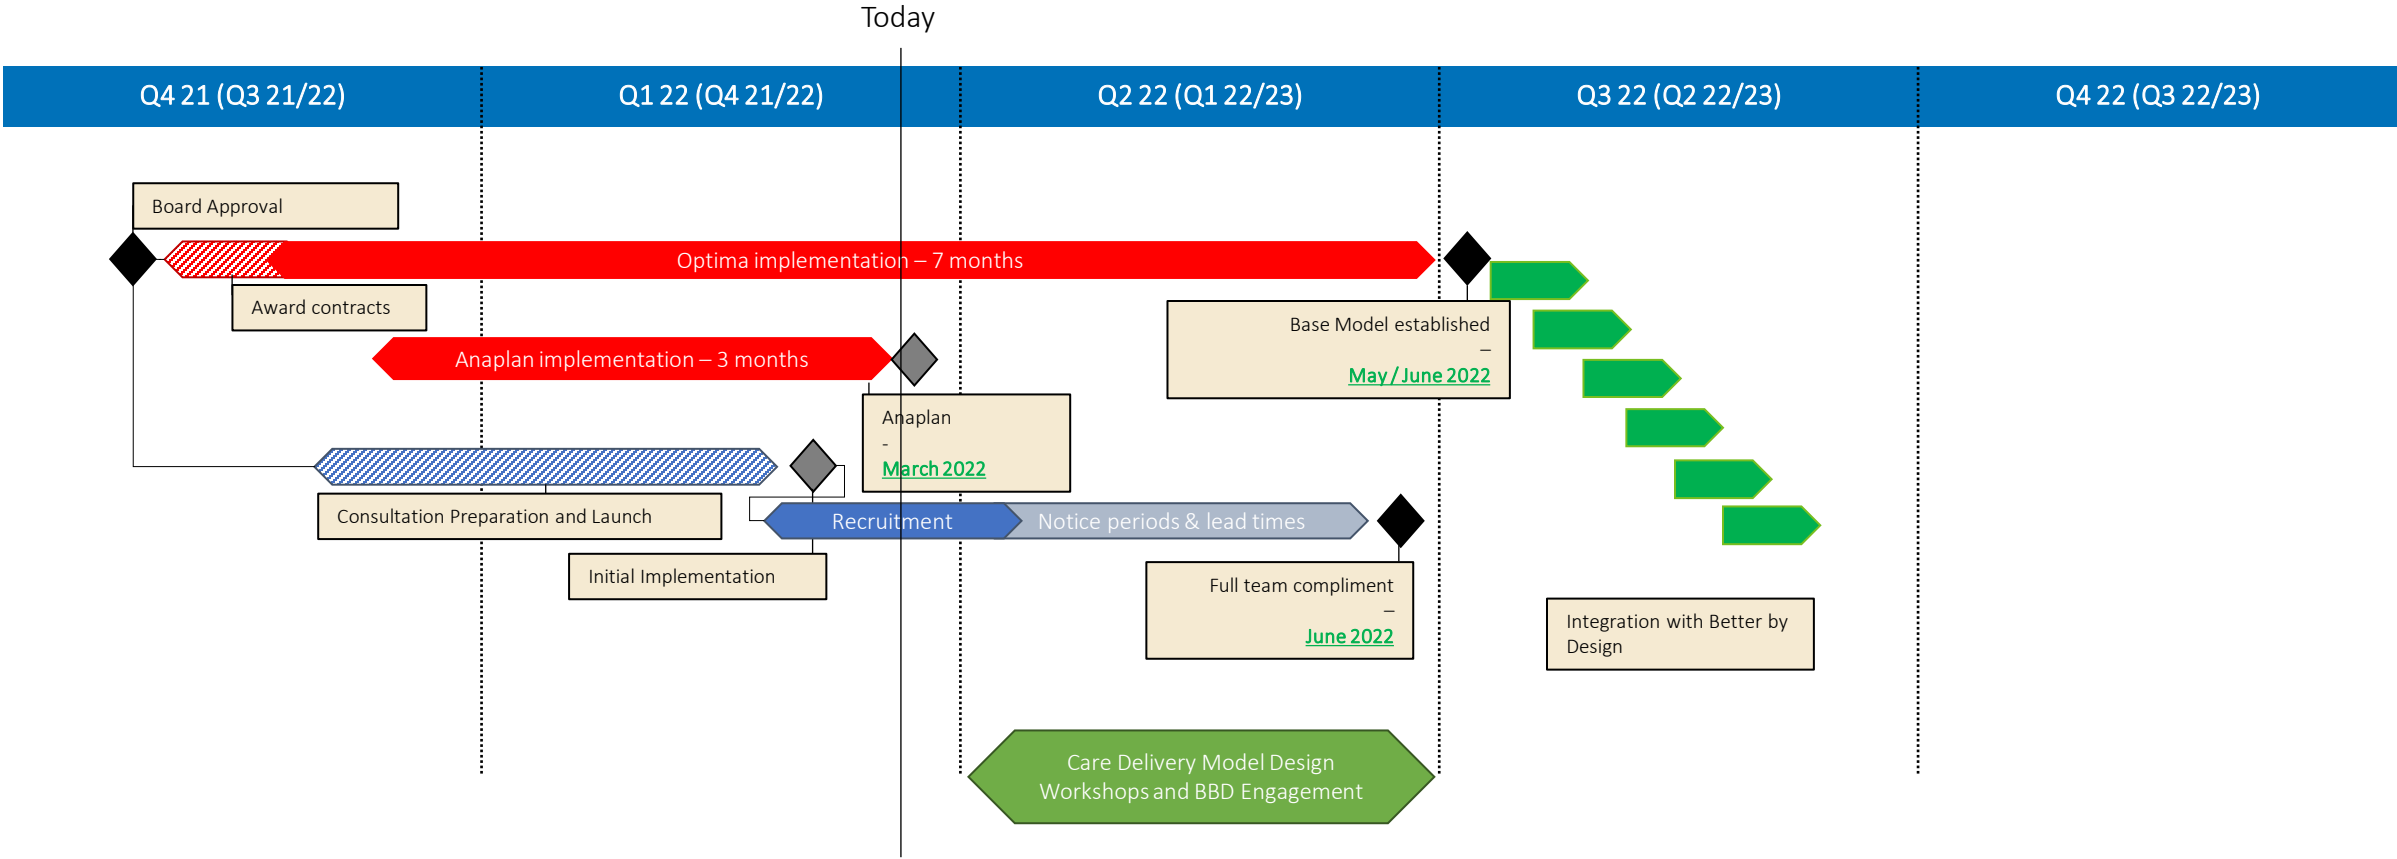 Today
Q4 21 (Q3 21/22)
Q1 22 (Q4 21/22)
Q2 22 (Q1 22/23)
Q3 22 (Q2 22/23)
Q4 22 (Q3 22/23)
Board Approval
Optima implementation – 7 months
Award contracts
Base Model established
–
May / June 2022
Anaplan implementation – 3 months
Anaplan
-
March 2022
Consultation Preparation and Launch
Recruitment
Notice periods & lead times
Initial Implementation
Full team compliment
–
June 2022
Integration with Better by
Design
Care Delivery Model Design
Workshops and BBD Engagement